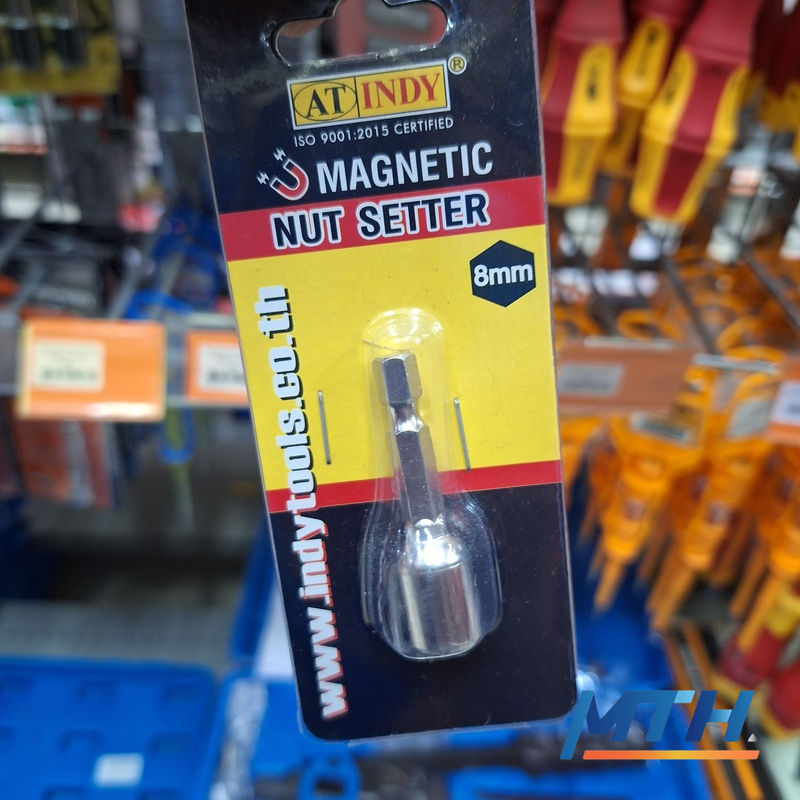 AT INDY®
ISO 9001:2015 CERTIFIED
MAGNETIC
NUT SETTER
8mm
www.indytools.co.th
MTH